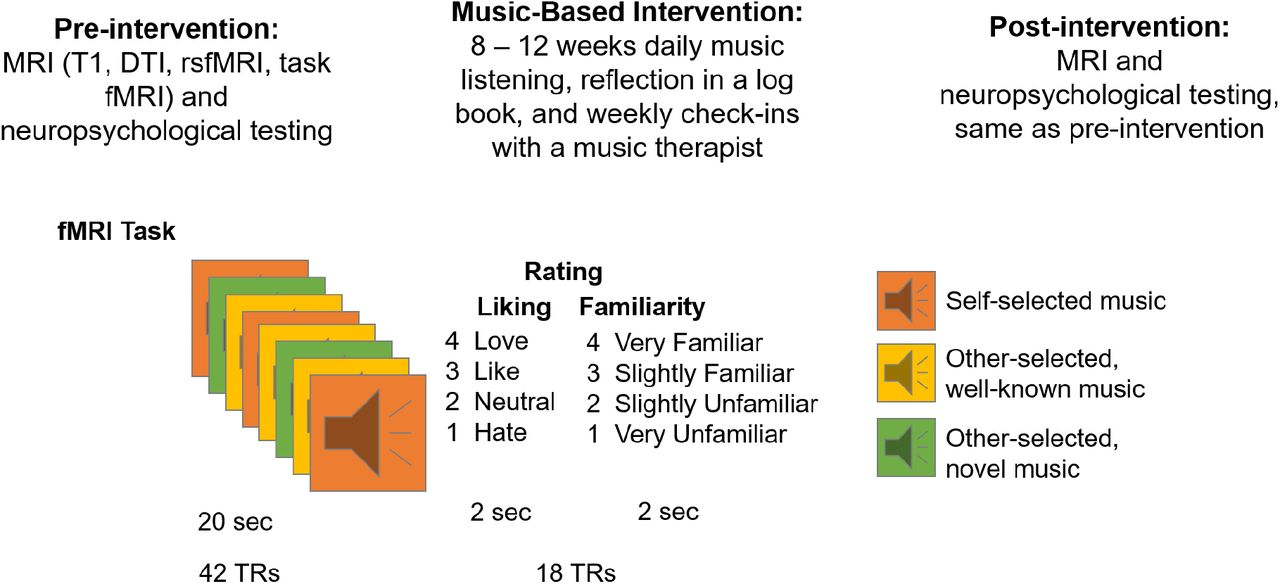 Pre-intervention:
MRI (T1, DTI, rsfMRI, task
fMRI) and
neuropsychological testing
Music-Based Intervention:
8 – 12 weeks daily music
listening, reflection in a log
book, and weekly check-ins
with a music therapist
Post-intervention:
MRI and
neuropsychological testing,
same as pre-intervention
fMRI Task
Rating
Liking Familiarity
4 Love 4 Very Familiar
3 Like 3 Slightly Familiar
2 Neutral 2 Slightly Unfamiliar
1 Hate 1 Very Unfamiliar
20 sec 2 sec 2 sec
42 TRs 18 TRs
Self-selected music
Other-selected,
well-known music
Other-selected,
novel music